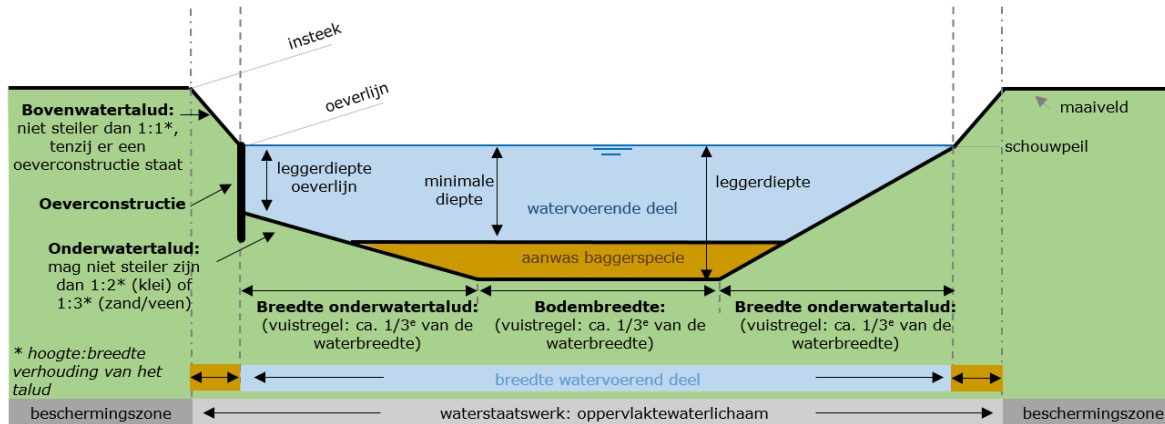 insteek
oeverlijn
Bovenwatertalud:
niet steiler dan 1:1*,
tenzij er een
oeverconstructie staat
Oeverconstructie
Onderwatertalud:
mag niet steiler zijn
dan 1:2* (klei) of
1:3* (zand/veen)
* hoogte:breedte
verhouding van het
talud
leggerdiepte
oeverlijn
minimale
diepte
leggerdiepte
watervoerende deel
aanwas baggerspecie
maaiveld
schouwpeil
Breedte onderwatertalud:
(vuistregel: ca. 1/3e van de
waterbreedte)
Bodembreedte:
(vuistregel: ca. 1/3e van de
waterbreedte)
Breedte onderwatertalud:
(vuistregel: ca. 1/3e van de
waterbreedte)
breedte watervoerend deel
beschermingszone
waterstaatswerk: oppervlaktewaterlichaam
beschermingszone